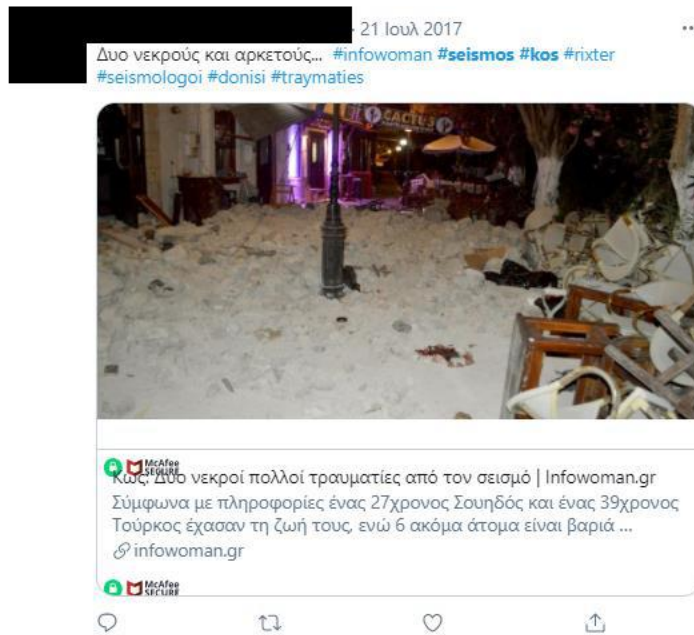 · 21 Ιουλ 2017
Δυο νεκρούς και αρκετούς... #infowoman #seismos #kos #rixter
#seismologoi #donisi #traymaties
CACTUS
McAfee
SECURE
Κως: Δύο νεκροί πολλοί τραυματίες από τον σεισμό | Infowoman.gr
Σύμφωνα με πληροφορίες ένας 27χρονος Σουηδός και ένας 39χρονος
Τούρκος έχασαν τη ζωή τους, ενώ 6 ακόμα άτομα είναι βαριά ...
infowoman.gr
McAfee
SECURE